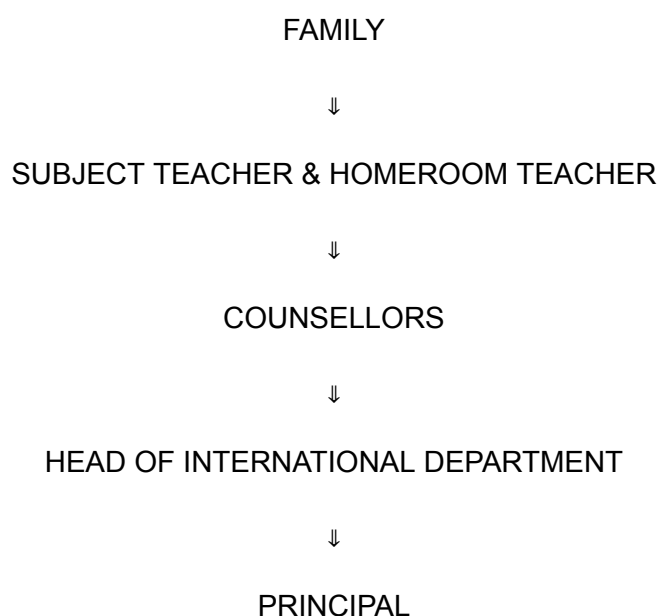 FAMILY
⇓
SUBJECT TEACHER & HOMEROOM TEACHER
⇓
COUNSELLORS
⇓
HEAD OF INTERNATIONAL DEPARTMENT
⇓
PRINCIPAL